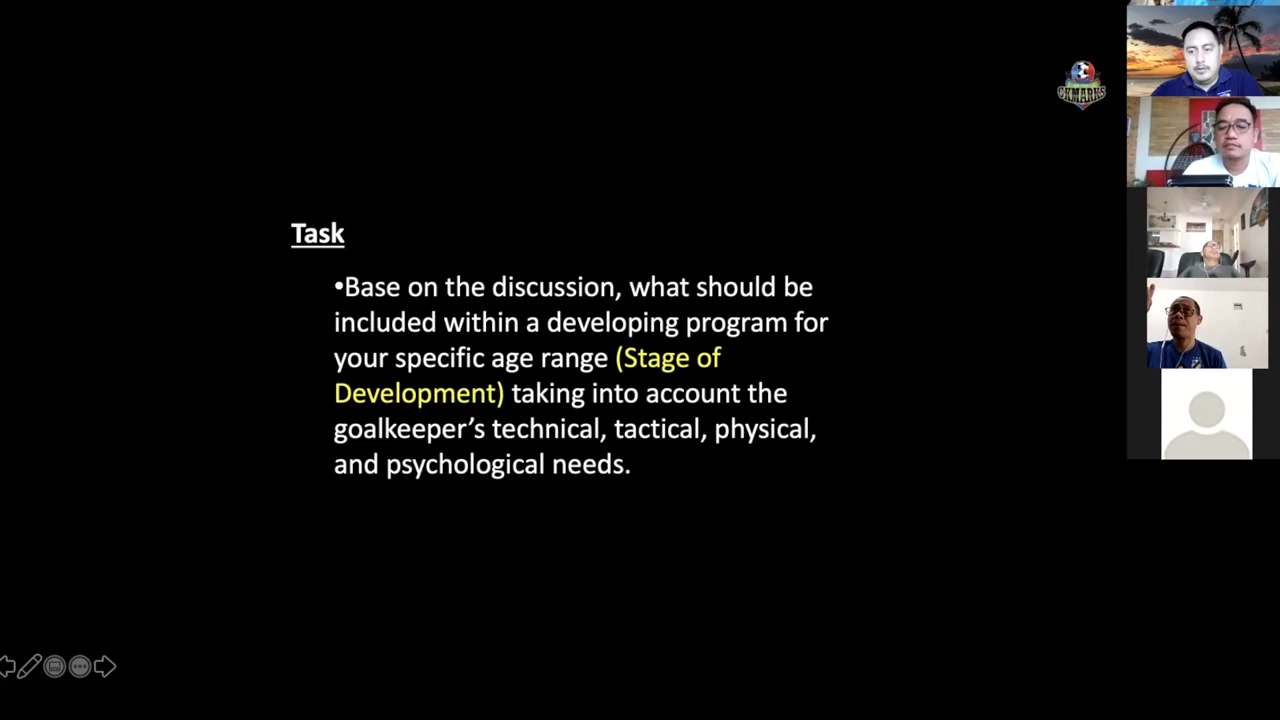 GKMARKS
Task
•Base on the discussion, what should be
included within a developing program for
your specific age range (Stage of
Development) taking into account the
goalkeeper’s technical, tactical, physical,
and psychological needs.